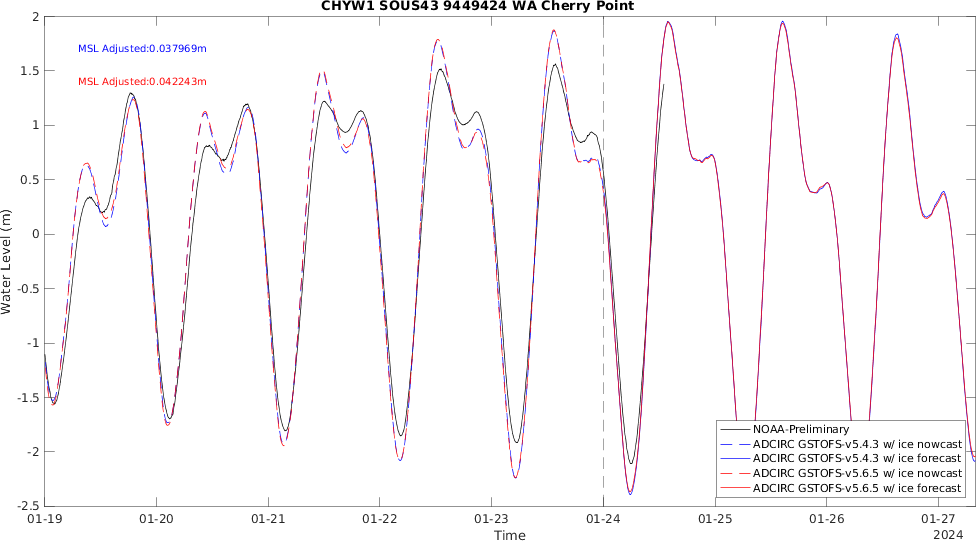 CHYW1 SOUS43 9449424 WA Cherry Point
MSL Adjusted:0.037969m
MSL Adjusted:0.042243m
Water Level (m)
2
1.5
1
0.5
0
-0.5
-1
-1.5
-2
-2.5
NOAA-Preliminary
ADCIRC GSTOFS-v5.4.3 w/ ice nowcast
ADCIRC GSTOFS-v5.4.3 w/ ice forecast
ADCIRC GSTOFS-v5.6.5 w/ ice nowcast
ADCIRC GSTOFS-v5.6.5 w/ ice forecast
01-19 01-20 01-21 01-22 01-23 01-24 01-25 01-26 01-27
Time
2024